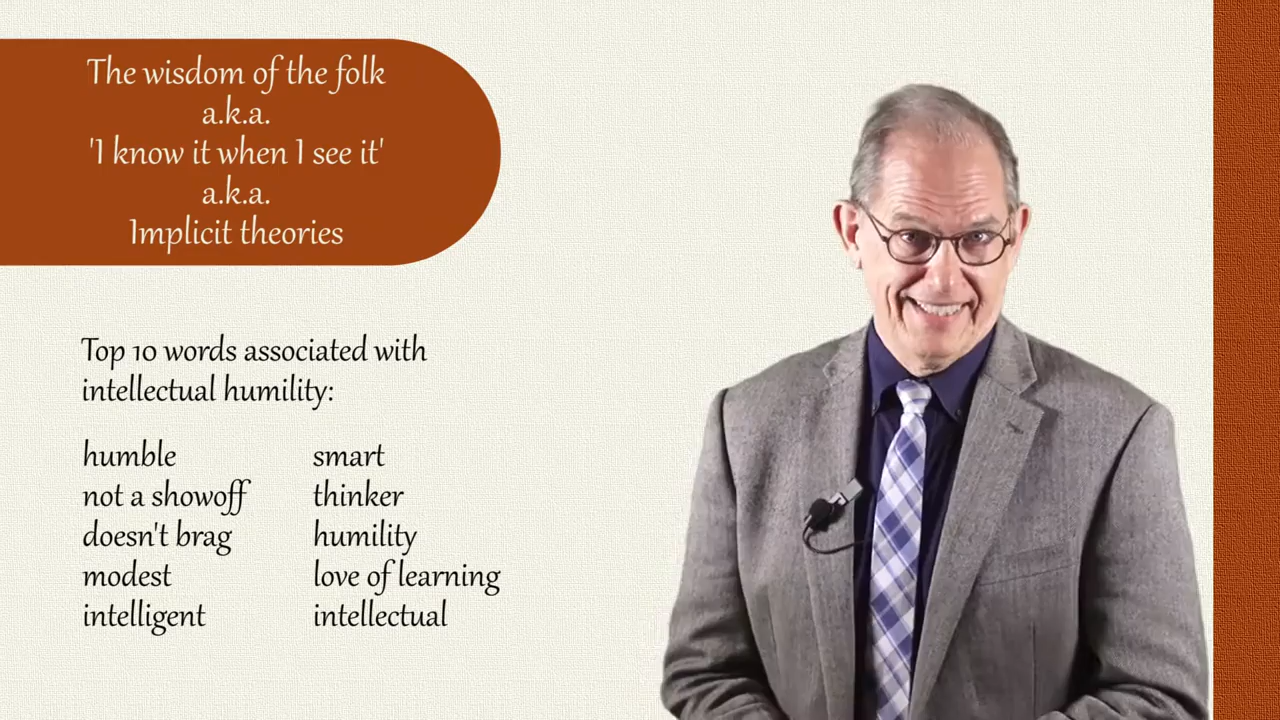 The wisdom of the folk
a.k.a.
'I know it when I see it'
a.k.a.
Implicit theories
Top 10 words associated with
intellectual humility:
humble
not a showoff
doesn't brag
modest
intelligent
smart
thinker
humility
love of learning
intellectual